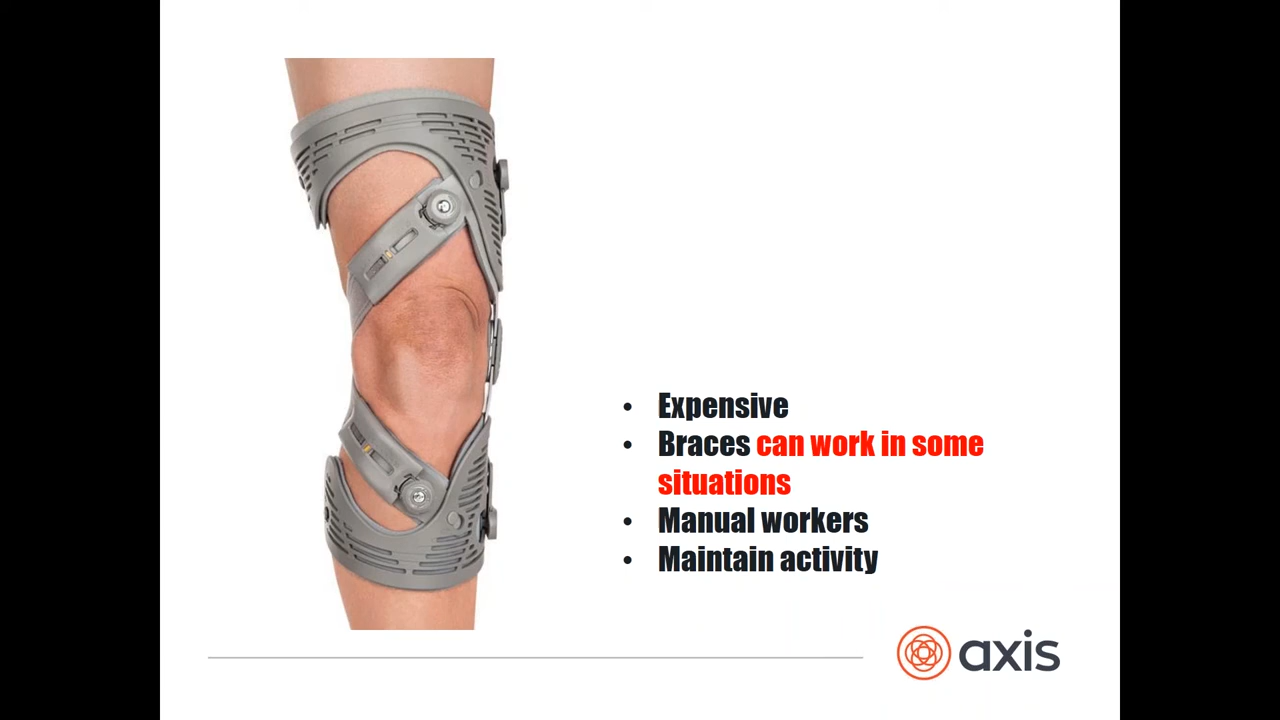 • Expensive
• Braces can work in some
situations
• Manual workers
• Maintain activity
axis